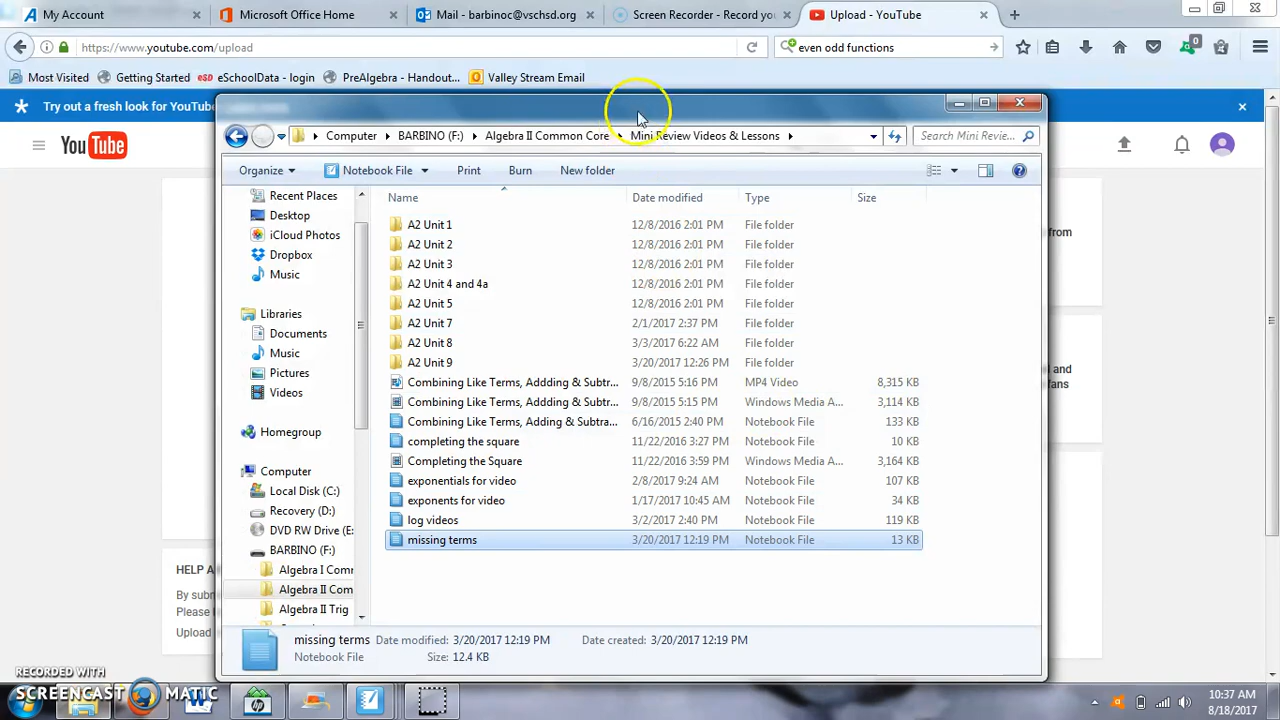 My Account
Microsoft Office Home
Mail - barbinoc@vschsd.org
Screen Recorder - Record you
Upload - YouTube
https://www.youtube.com/upload
even odd functions
Most Visited
Getting Started
esd eSchoolData - login
PreAlgebra - Handout...
Valley Stream Email
Try out a fresh look for YouTube
YouTube
Computer
BARBINO (F:)
Algebra II Common Core
Mini Review Videos & Lessons
Search Mini Revie...
Organize
Notebook File
Print
Burn
New folder
Name
Date modified
Type
Size
Recent Places
Desktop
iCloud Photos
Dropbox
Music
Libraries
Documents
Music
Pictures
Videos
Homegroup
Computer
Local Disk (C:)
Recovery (D:)
DVD RW Drive (E:
BARBINO (F:)
Algebra I Comr
Algebra II Com
Algebra II Trig
A2 Unit 1 12/8/2016 2:01 PM File folder
A2 Unit 2 12/8/2016 2:01 PM File folder
A2 Unit 3 12/8/2016 2:01 PM File folder
A2 Unit 4 and 4a 12/8/2016 2:01 PM File folder
A2 Unit 5 12/8/2016 2:01 PM File folder
A2 Unit 7 2/1/2017 2:37 PM File folder
A2 Unit 8 3/3/2017 6:22 AM File folder
A2 Unit 9 3/20/2017 12:26 PM File folder
Combining Like Terms, Addding & Subtr... 9/8/2015 5:16 PM MP4 Video 8,315 KB
Combining Like Terms, Addding & Subtr... 9/8/2015 5:15 PM Windows Media A... 3,114 KB
Combining Like Terms, Adding & Subtra... 6/16/2015 2:40 PM Notebook File 133 KB
completing the square 11/22/2016 3:27 PM Notebook File 10 KB
Completing the Square 11/22/2016 3:59 PM Windows Media A... 3,164 KB
exponentials for video 2/8/2017 9:24 AM Notebook File 107 KB
exponents for video 1/17/2017 10:45 AM Notebook File 34 KB
log videos 3/2/2017 2:40 PM Notebook File 119 KB
missing terms 3/20/2017 12:19 PM Notebook File 13 KB
from
and
fans
HELP A
By subm
Please
Upload
missing terms Date modified: 3/20/2017 12:19 PM Date created: 3/20/2017 12:19 PM
Notebook File Size: 12.4 KB
RECORDED WITH
SCREENCAST MATIC
10:37 AM
8/18/2017